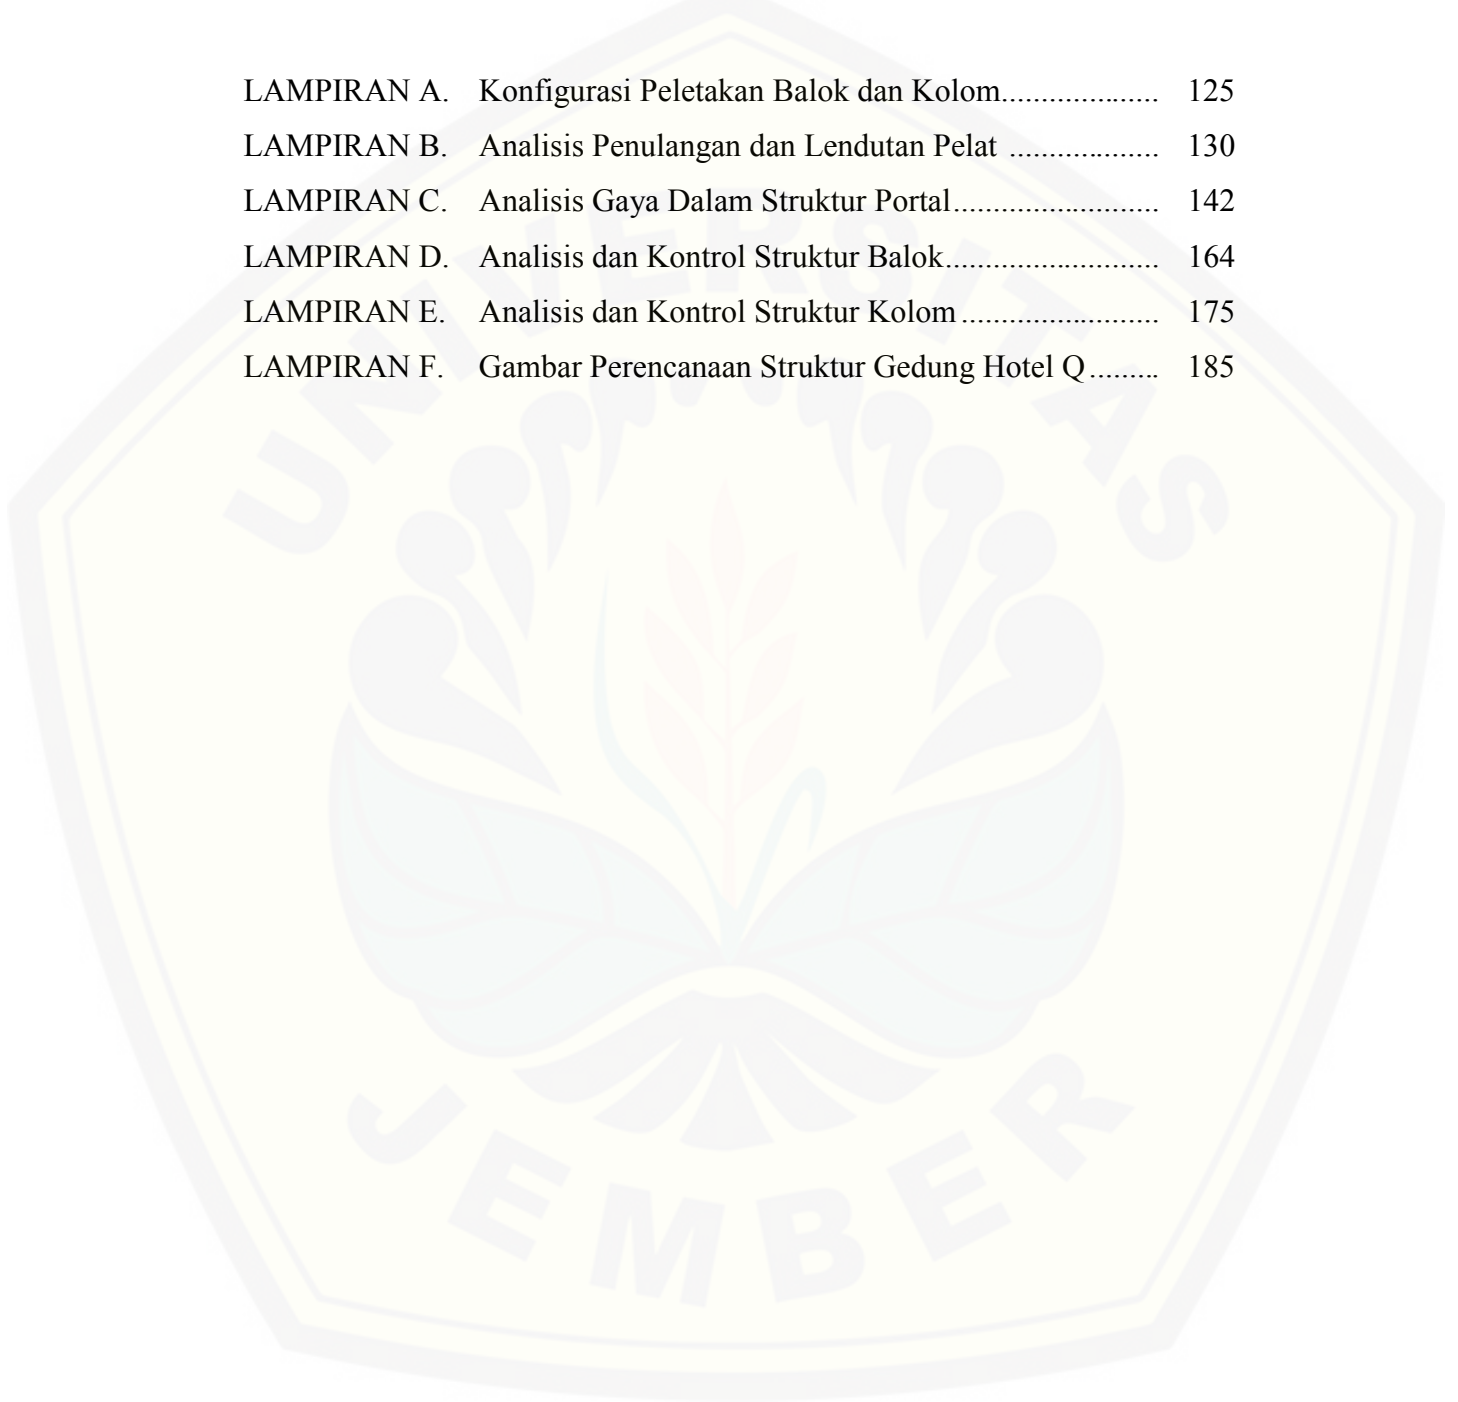 LAMPIRAN A. Konfigurasi Peletakan Balok dan Kolom.................... 125
LAMPIRAN B. Analisis Penulangan dan Lendutan Pelat ................... 130
LAMPIRAN C. Analisis Gaya Dalam Struktur Portal.......................... 142
LAMPIRAN D. Analisis dan Kontrol Struktur Balok........................... 164
LAMPIRAN E. Analisis dan Kontrol Struktur Kolom......................... 175
LAMPIRAN F. Gambar Perencanaan Struktur Gedung Hotel Q......... 185
UNIVERSITAS
JEMBER